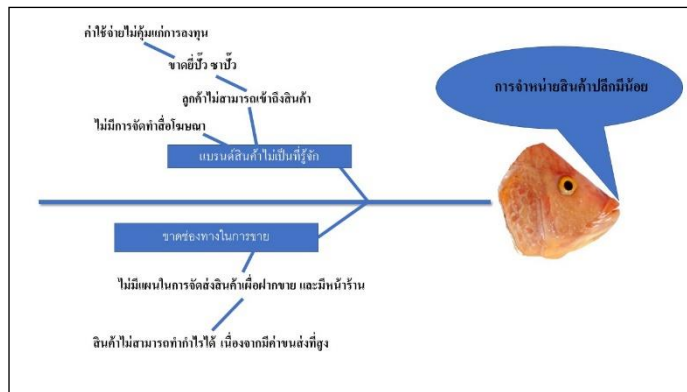 ค่าใช้จ่ายไม่คุ้มแก่การลงทุน
ขาดยี่ปั๊ว ซาปั๊ว
ลูกค้าไม่สามารถเข้าถึงสินค้า
ไม่มีการจัดทำสื่อโฆษณา
แบรนด์สินค้าไม่เป็นที่รู้จัก
การจำหน่ายสินค้าปลีกมีน้อย
ขาดช่องทางในการขาย
ไม่มีแผนในการจัดส่งสินค้าเผื่อฝากขาย และมีหน้าร้าน
สินค้าไม่สามารถทำกำไรได้ เนื่องจากมีค่าขนส่งที่สูง